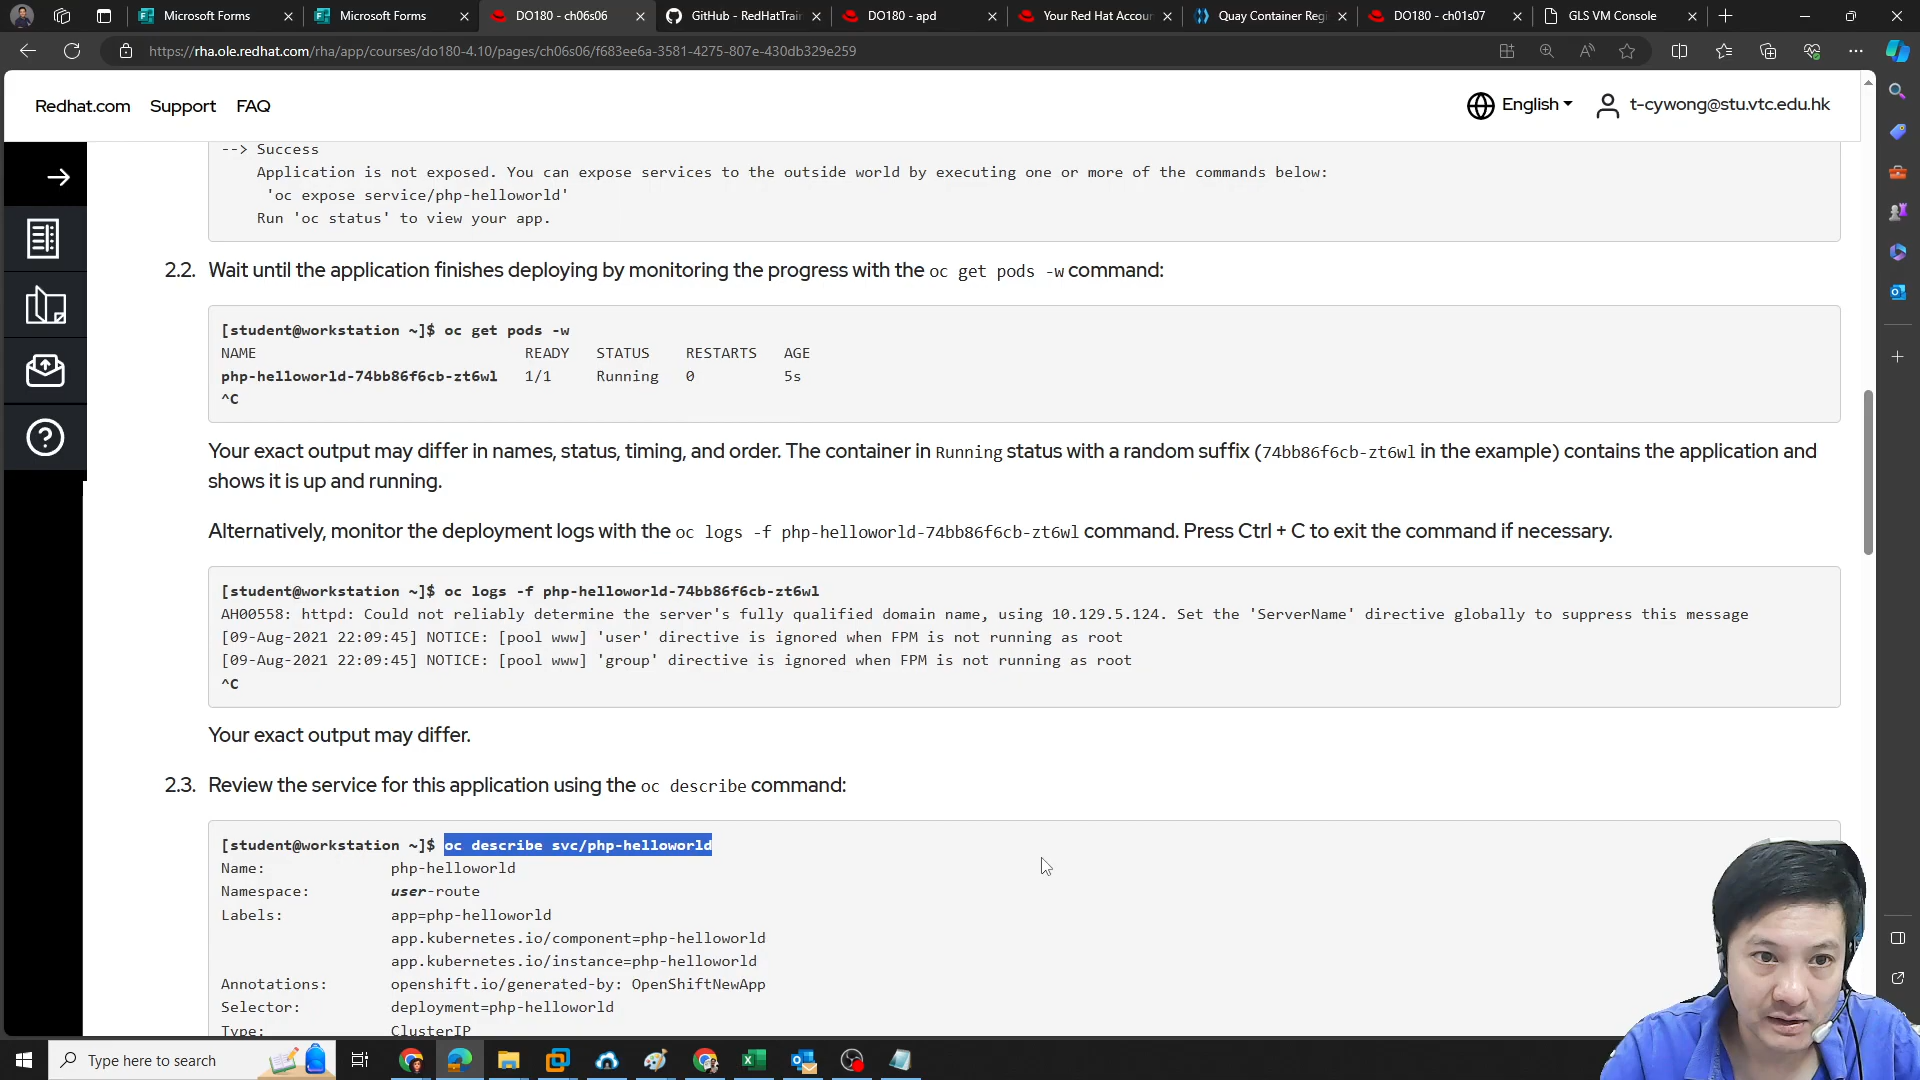 Microsoft Forms
Microsoft Forms
DO180 - ch06s06
GitHub - RedHatTrai
DO180 - apd
Your Red Hat Accoun
Quay Container Regi
DO180 - ch01s07
GLS VM Console
https://rha.ole.redhat.com/rha/app/courses/do180-4.10/pages/ch06s06/f683ee6a-3581-4275-807e-430db329e259
Redhat.com Support FAQ
English
t-cywong@stu.vtc.edu.hk
--> Success
Application is not exposed. You can expose services to the outside world by executing one or more of the commands below:
'oc expose service/php-helloworld'
Run 'oc status' to view your app.
2.2. Wait until the application finishes deploying by monitoring the progress with the oc get pods -w command:
[student@workstation ~]$ oc get pods -w
NAME READY STATUS RESTARTS AGE
php-helloworld-74bb86f6cb-zt6wl 1/1 Running 0 5s
^C
Your exact output may differ in names, status, timing, and order. The container in Running status with a random suffix (74bb86f6cb-zt6wl in the example) contains the application and
shows it is up and running.
Alternatively, monitor the deployment logs with the oc logs -f php-helloworld-74bb86f6cb-zt6wl command. Press Ctrl + C to exit the command if necessary.
[student@workstation ~]$ oc logs -f php-helloworld-74bb86f6cb-zt6wl
AH00558: httpd: Could not reliably determine the server's fully qualified domain name, using 10.129.5.124. Set the 'ServerName' directive globally to suppress this message
[09-Aug-2021 22:09:45] NOTICE: [pool www] 'user' directive is ignored when FPM is not running as root
[09-Aug-2021 22:09:45] NOTICE: [pool www] 'group' directive is ignored when FPM is not running as root
^C
Your exact output may differ.
2.3. Review the service for this application using the oc describe command:
[student@workstation ~]$ oc describe svc/php-helloworld
Name: php-helloworld
Namespace: user-route
Labels: app=php-helloworld
app.kubernetes.io/component=php-helloworld
app.kubernetes.io/instance=php-helloworld
Annotations: openshift.io/generated-by: OpenShiftNewApp
Selector: deployment=php-helloworld
Type: ClusterIP
Type here to search